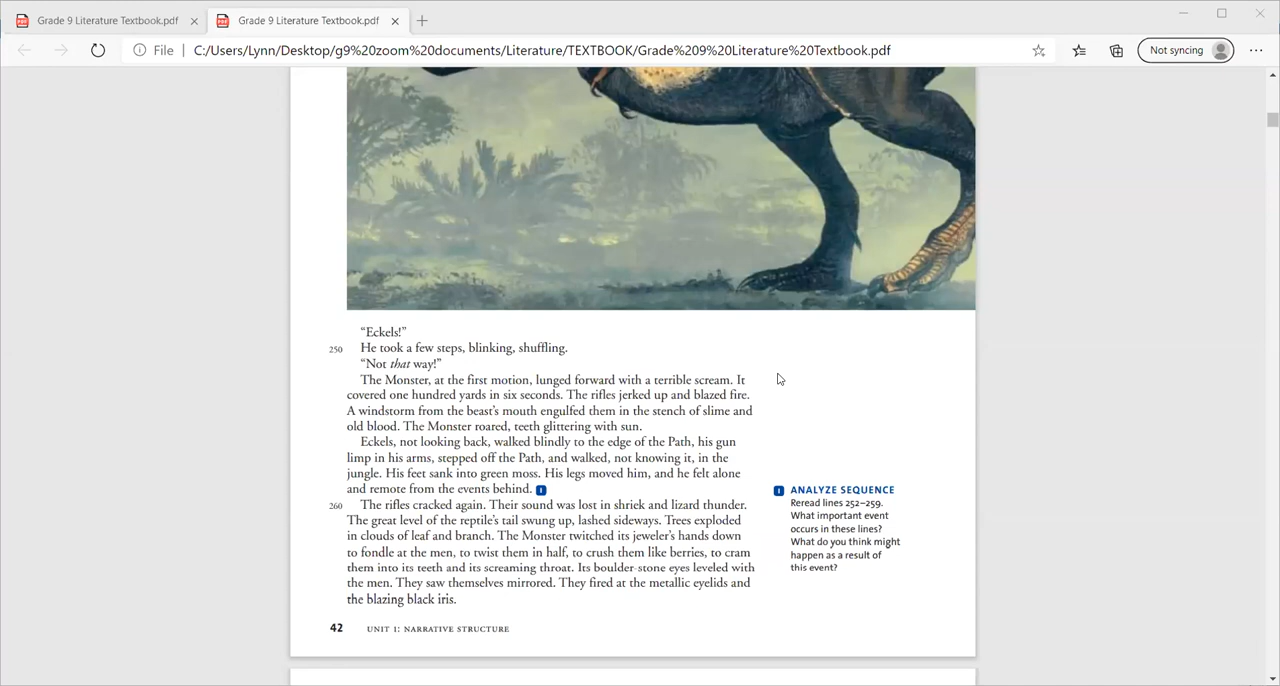 Grade 9 Literature Textbook.pdf
Grade 9 Literature Textbook.pdf
File
C:/Users/Lynn/Desktop/g9%20zoom%20documents/Literature/TEXTBOOK/Grade%209%20Literature%20Textbook.pdf
Not syncing
“Eckels!”
250 He took a few steps, blinking, shuffling.
“Not that way!”
The Monster, at the first motion, lunged forward with a terrible scream. It
covered one hundred yards in six seconds. The rifles jerked up and blazed fire.
A windstorm from the beast’s mouth engulfed them in the stench of slime and
old blood. The Monster roared, teeth glittering with sun.
Eckels, not looking back, walked blindly to the edge of the Path, his gun
limp in his arms, stepped off the Path, and walked, not knowing it, in the
jungle. His feet sank into green moss. His legs moved him, and he felt alone
and remote from the events behind. I
260 The rifles cracked again. Their sound was lost in shriek and lizard thunder.
The great level of the reptile’s tail swung up, lashed sideways. Trees exploded
in clouds of leaf and branch. The Monster twitched its jeweler’s hands down
to fondle at the men, to twist them in half, to crush them like berries, to cram
them into its teeth and its screaming throat. Its boulder-stone eyes leveled with
the men. They saw themselves mirrored. They fired at the metallic eyelids and
the blazing black iris.
I ANALYZE SEQUENCE
Reread lines 252–259.
What important event
occurs in these lines?
What do you think might
happen as a result of
this event?
42 UNIT 1: NARRATIVE STRUCTURE